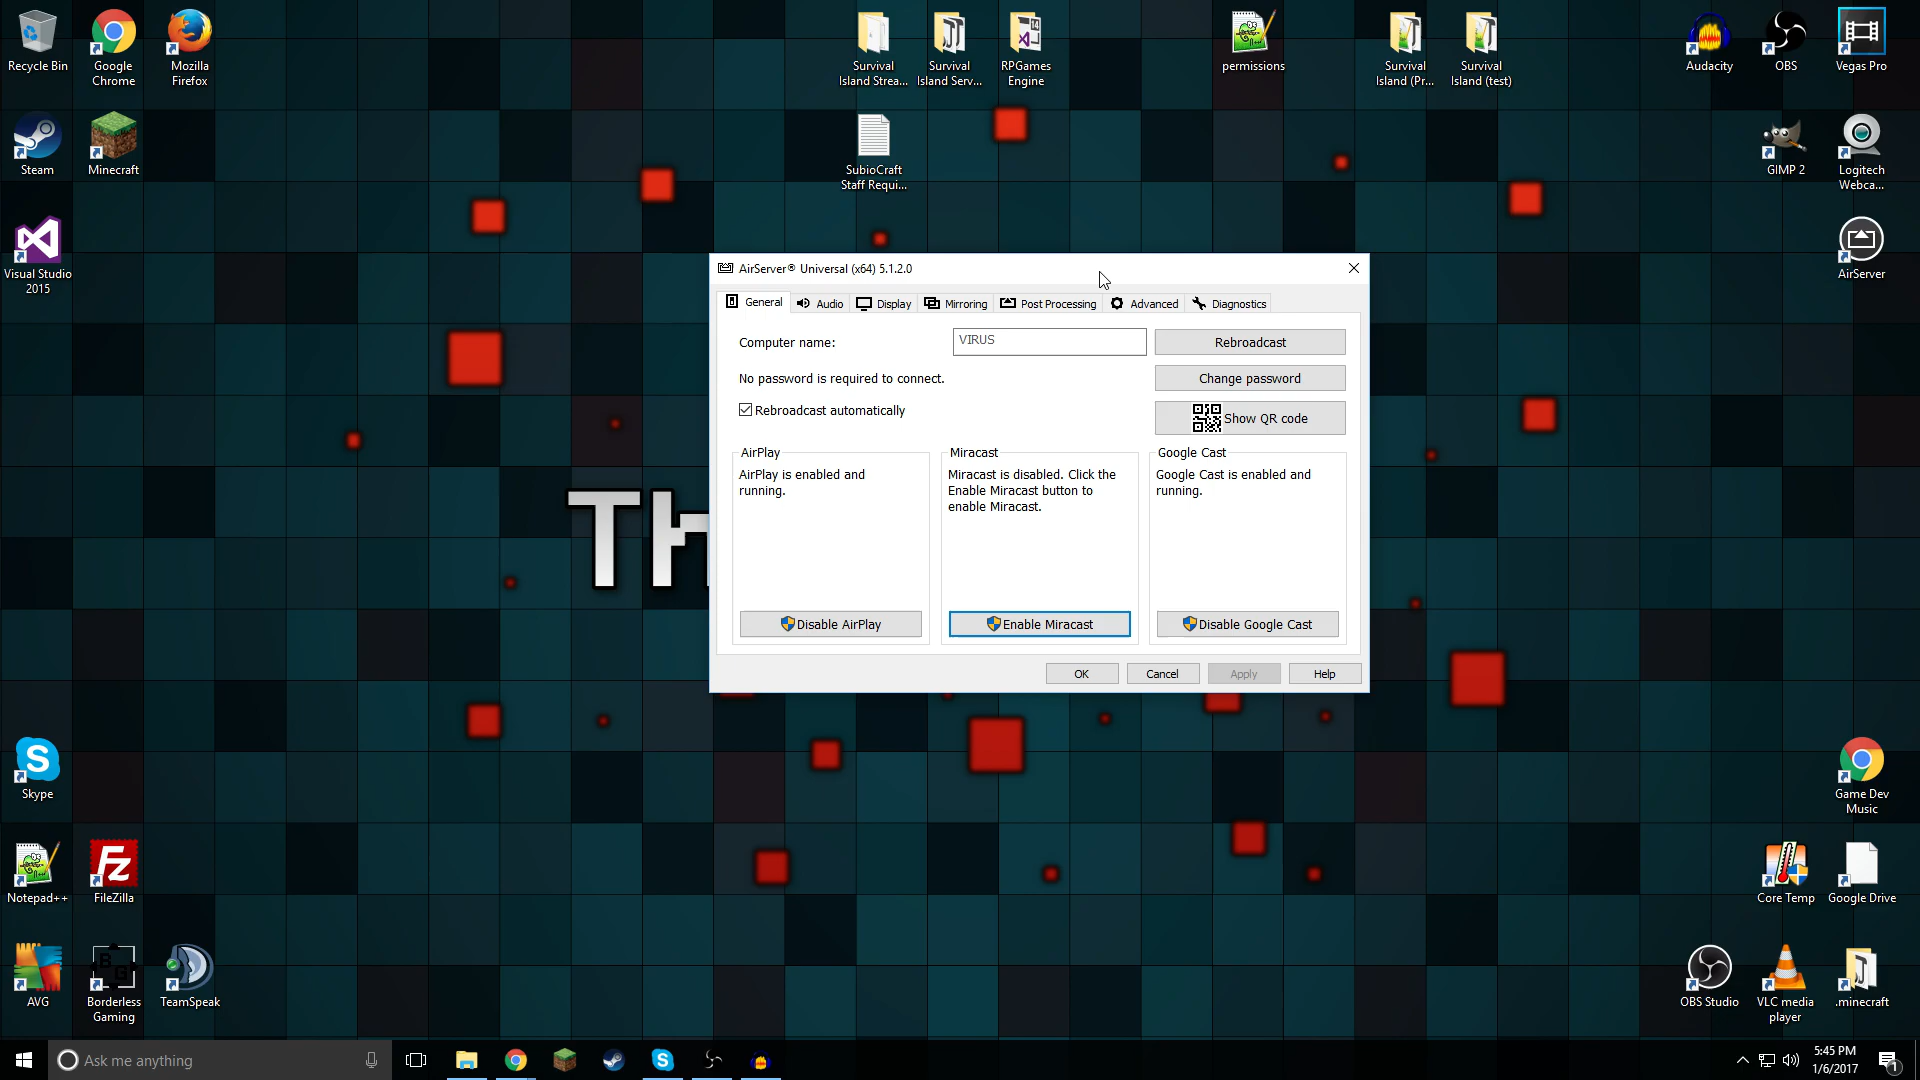 Recycle Bin
Google
Chrome
Mozilla
Firefox
Survival
Island Strea...
Survival
Island Serv...
RPGames
Engine
permissions
Survival
Island (Pr...
Survival
Island (test)
Audacity
OBS
Vegas Pro
Steam
Minecraft
SubioCraft
Staff Requi...
GIMP 2
Logitech
Webca...
Visual Studio
2015
AirServer
AirServer® Universal (x64) 5.1.2.0
General
Audio
Display
Mirroring
Post Processing
Advanced
Diagnostics
Computer name:
VIRUS
Rebroadcast
No password is required to connect.
Change password
Rebroadcast automatically
Show QR code
AirPlay
AirPlay is enabled and
running.
Disable AirPlay
Miracast
Miracast is disabled. Click the
Enable Miracast button to
enable Miracast.
Enable Miracast
Google Cast
Google Cast is enabled and
running.
Disable Google Cast
OK
Cancel
Apply
Help
Th
Skype
Game Dev
Music
Notepad++
FileZilla
Core Temp
Google Drive
AVG
Borderless
Gaming
TeamSpeak
OBS Studio
VLC media
player
.minecraft
Ask me anything
5:45 PM
1/6/2017
1